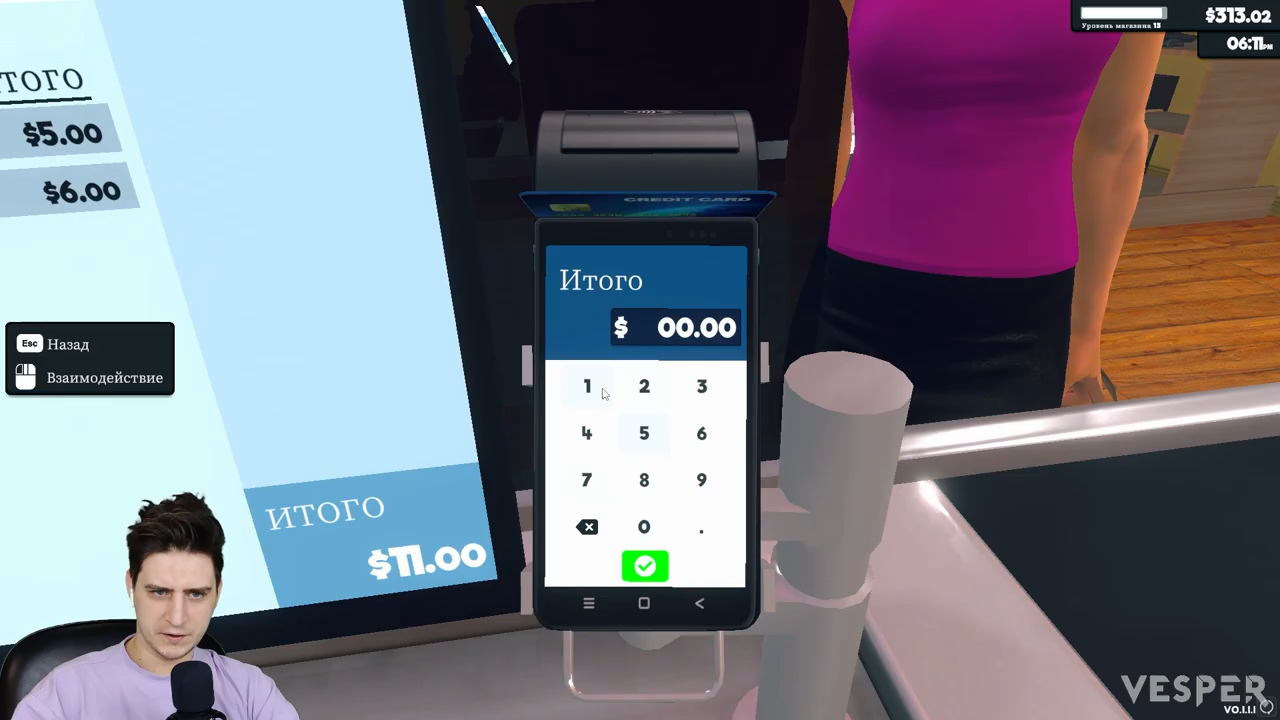 ИТОГО
$5.00
$6.00
Esc Назад
Взаимодействие
ИТОГО
$11.00
CREDIT CARD
Итого
$ 00.00
1 2 3
4 5 6
7 8 9
0 .
$313.02
Уровень магазина 15
06:11PM
VESPER
V0.1.1.1